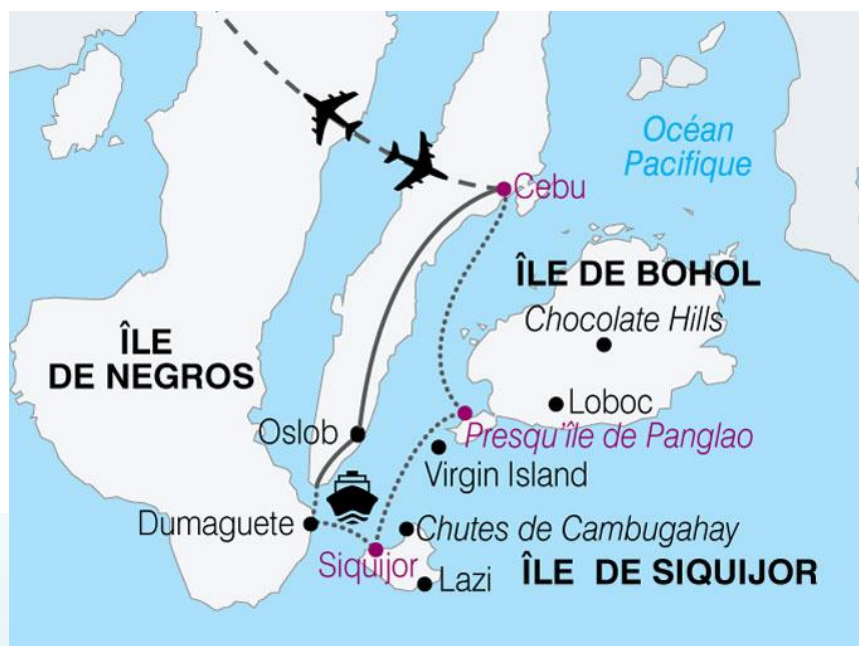 Océan
Pacifique
Cebu
ÎLE DE BOHOL
Chocolate Hills
ÎLE
DE NEGROS
Loboc
Oslob
Presqu'île de Panglao
Virgin Island
Dumaguete
Chutes de Cambugahay
Siquijor
Lazi
ÎLE DE SIQUIJOR